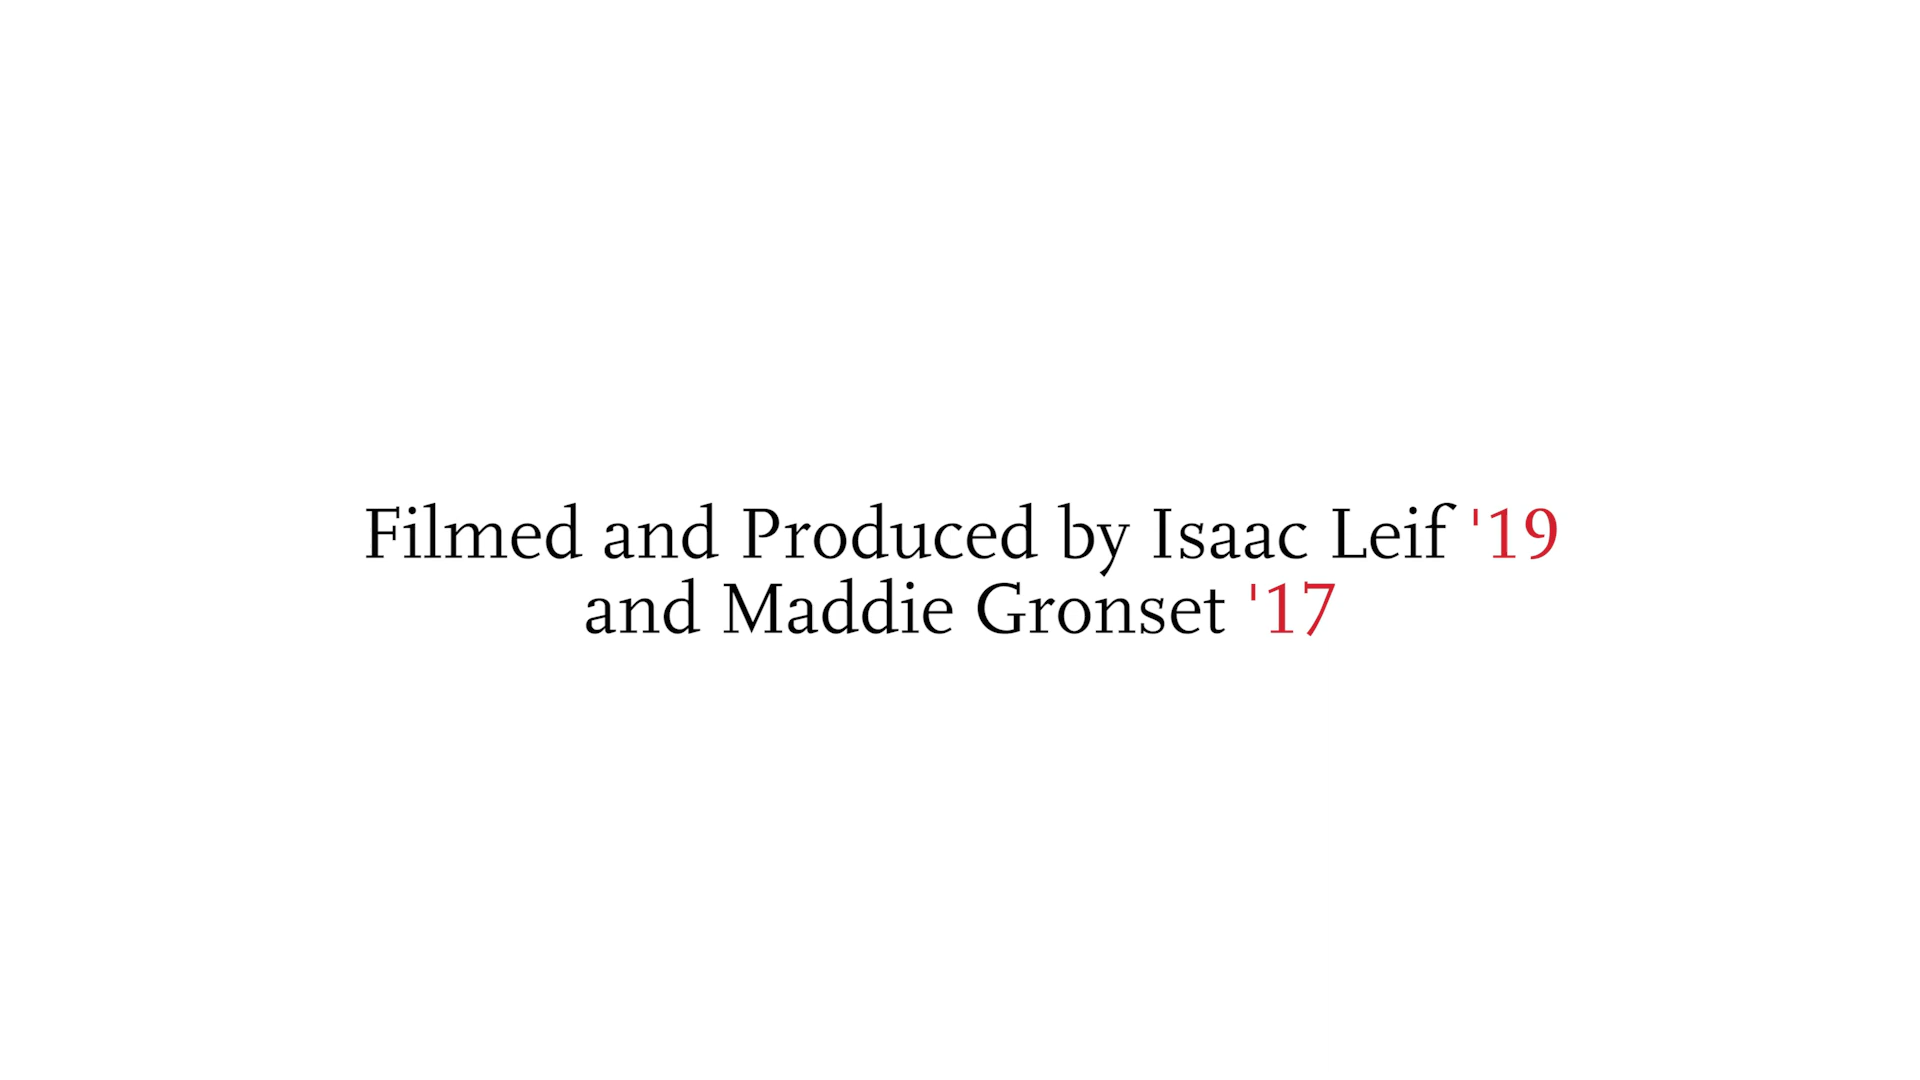 Filmed and Produced by Isaac Leif '19
and Maddie Gronset '17